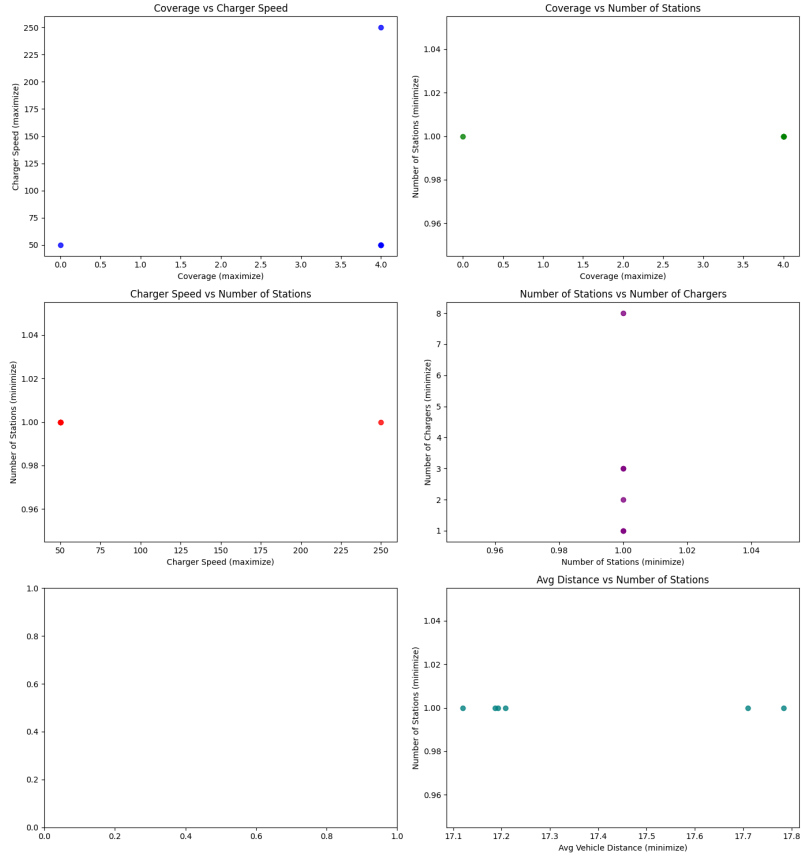 Coverage vs Charger Speed
Charger Speed (maximize)
250
225
200
175
150
125
100
75
50
0.0 0.5 1.0 1.5 2.0 2.5 3.0 3.5 4.0
Coverage (maximize)
Coverage vs Number of Stations
Number of Stations (minimize)
1.04
1.02
1.00
0.98
0.96
0.0 0.5 1.0 1.5 2.0 2.5 3.0 3.5 4.0
Coverage (maximize)
Charger Speed vs Number of Stations
Number of Stations (minimize)
1.04
1.02
1.00
0.98
0.96
50 75 100 125 150 175 200 225 250
Charger Speed (maximize)
Number of Stations vs Number of Chargers
Number of Chargers (minimize)
8
7
6
5
4
3
2
1
0.96 0.98 1.00 1.02 1.04
Number of Stations (minimize)
1.0
0.8
0.6
0.4
0.2
0.0
0.0 0.2 0.4 0.6 0.8 1.0
Avg Distance vs Number of Stations
Number of Stations (minimize)
1.04
1.02
1.00
0.98
0.96
17.1 17.2 17.3 17.4 17.5 17.6 17.7 17.8
Avg Vehicle Distance (minimize)